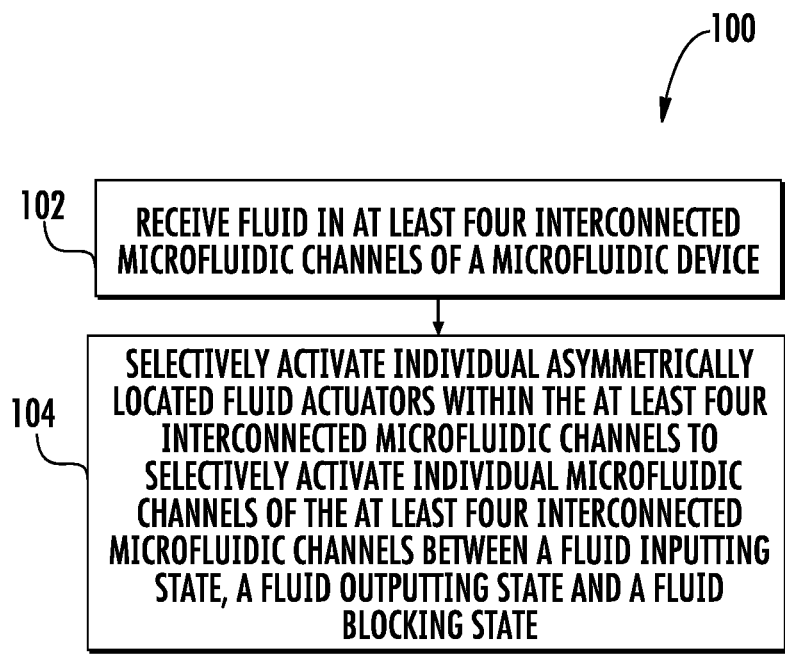 100
102
RECEIVE FLUID IN AT LEAST FOUR INTERCONNECTED
MICROFLUIDIC CHANNELS OF A MICROFLUIDIC DEVICE
104
SELECTIVELY ACTIVATE INDIVIDUAL ASYMMETRICALLY
LOCATED FLUID ACTUATORS WITHIN THE AT LEAST FOUR
INTERCONNECTED MICROFLUIDIC CHANNELS TO
SELECTIVELY ACTIVATE INDIVIDUAL MICROFLUIDIC
CHANNELS OF THE AT LEAST FOUR INTERCONNECTED
MICROFLUIDIC CHANNELS BETWEEN A FLUID INPUTTING
STATE, A FLUID OUTPUTTING STATE AND A FLUID
BLOCKING STATE